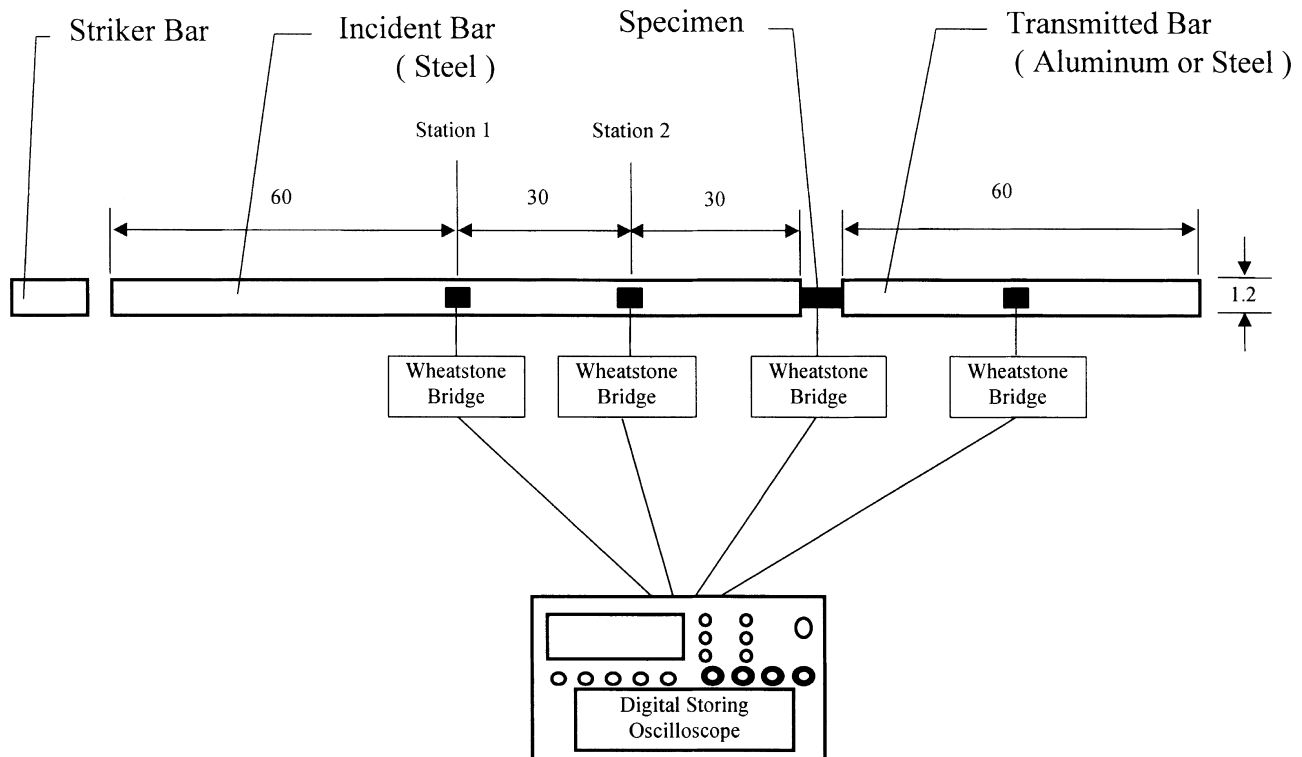 Striker Bar
Incident Bar
( Steel )
Specimen
Transmitted Bar
( Aluminum or Steel )
Station 1
Station 2
60
30
30
60
1.2
Wheatstone
Bridge
Wheatstone
Bridge
Wheatstone
Bridge
Wheatstone
Bridge
Digital Storing
Oscilloscope